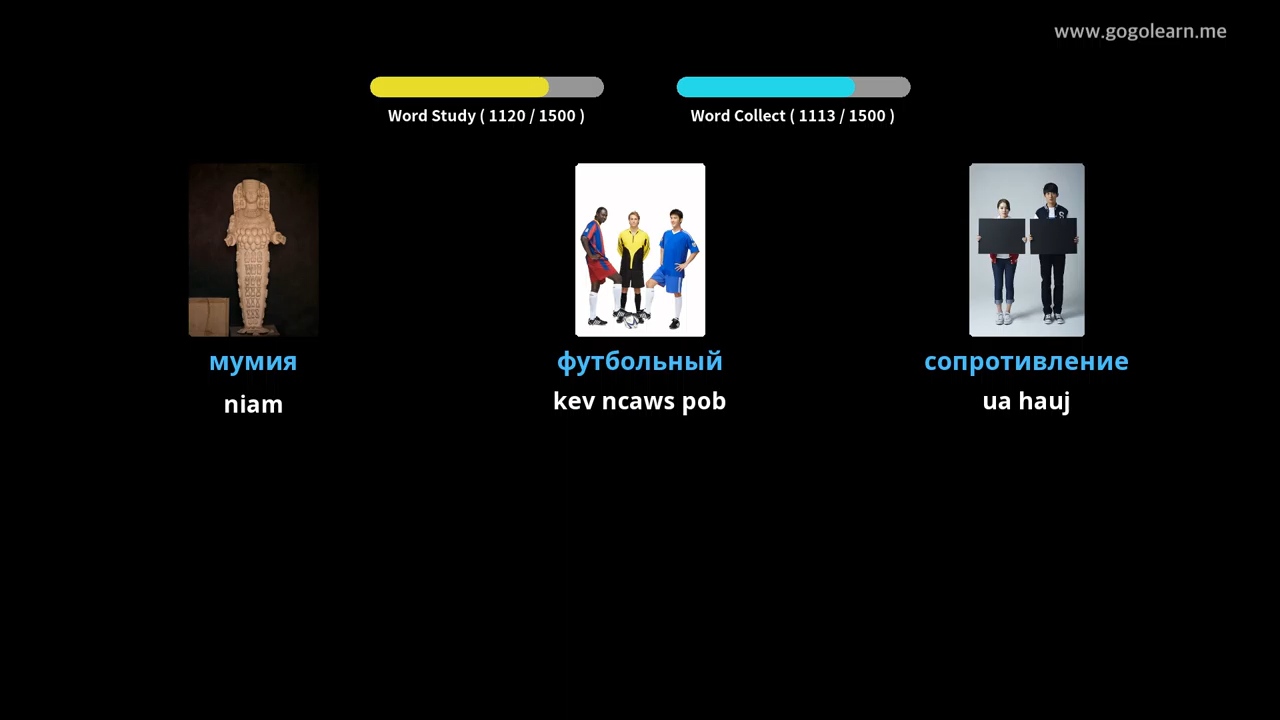 www.gogolearn.me
Word Study ( 1120 / 1500 )
Word Collect ( 1113 / 1500 )
мумия
футбольный
сопротивление
niam
kev ncaws pob
ua hauj